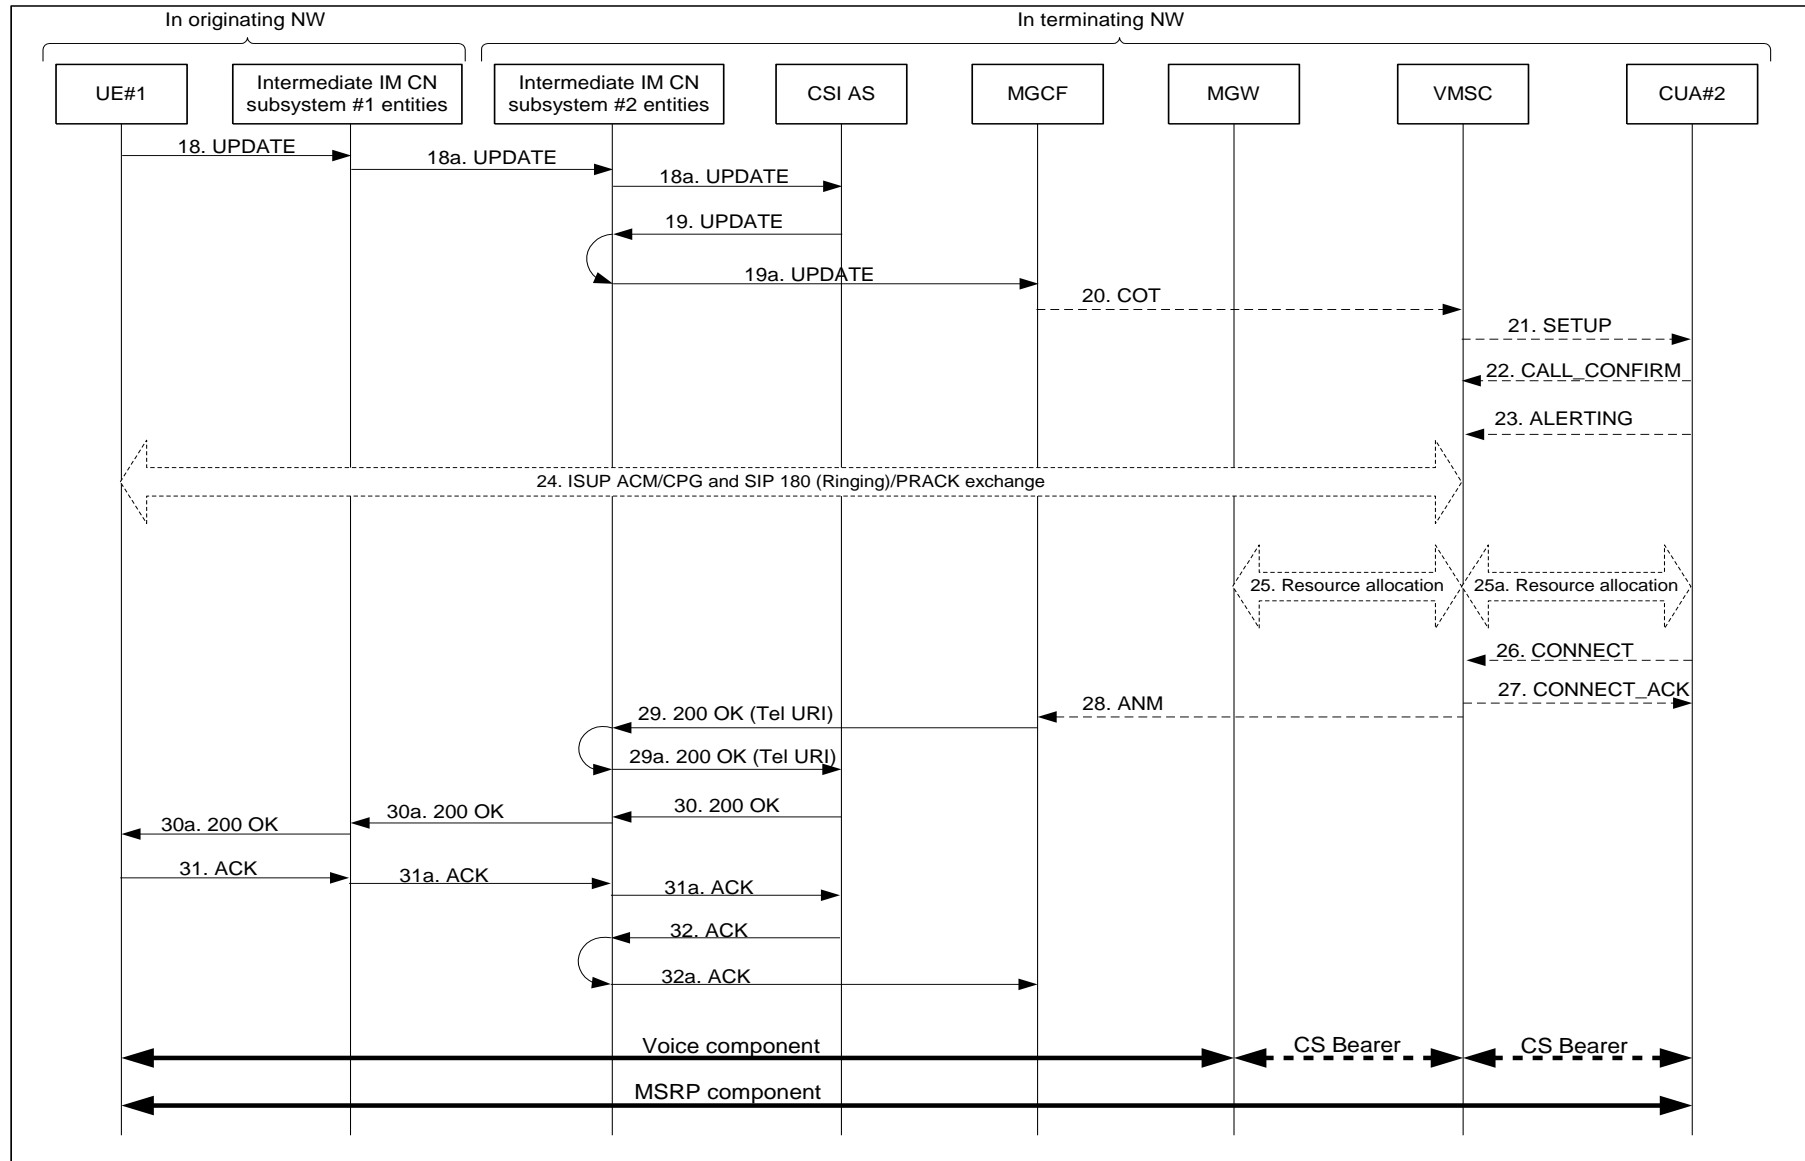 In originating NW
In terminating NW
UE#1
Intermediate IM CN
subsystem #1 entities
Intermediate IM CN
subsystem #2 entities
CSI AS
MGCF
MGW
VMSC
CUA#2
18. UPDATE
18a. UPDATE
18a. UPDATE
19. UPDATE
19a. UPDATE
20. COT
21. SETUP
22. CALL_CONFIRM
23. ALERTING
24. ISUP ACM/CPG and SIP 180 (Ringing)/PRACK exchange
25. Resource allocation
25a. Resource allocation
26. CONNECT
27. CONNECT_ACK
28. ANM
29. 200 OK (Tel URI)
29a. 200 OK (Tel URI)
30. 200 OK
30a. 200 OK
30a. 200 OK
31. ACK
31a. ACK
31a. ACK
32. ACK
32a. ACK
Voice component
CS Bearer
CS Bearer
MSRP component